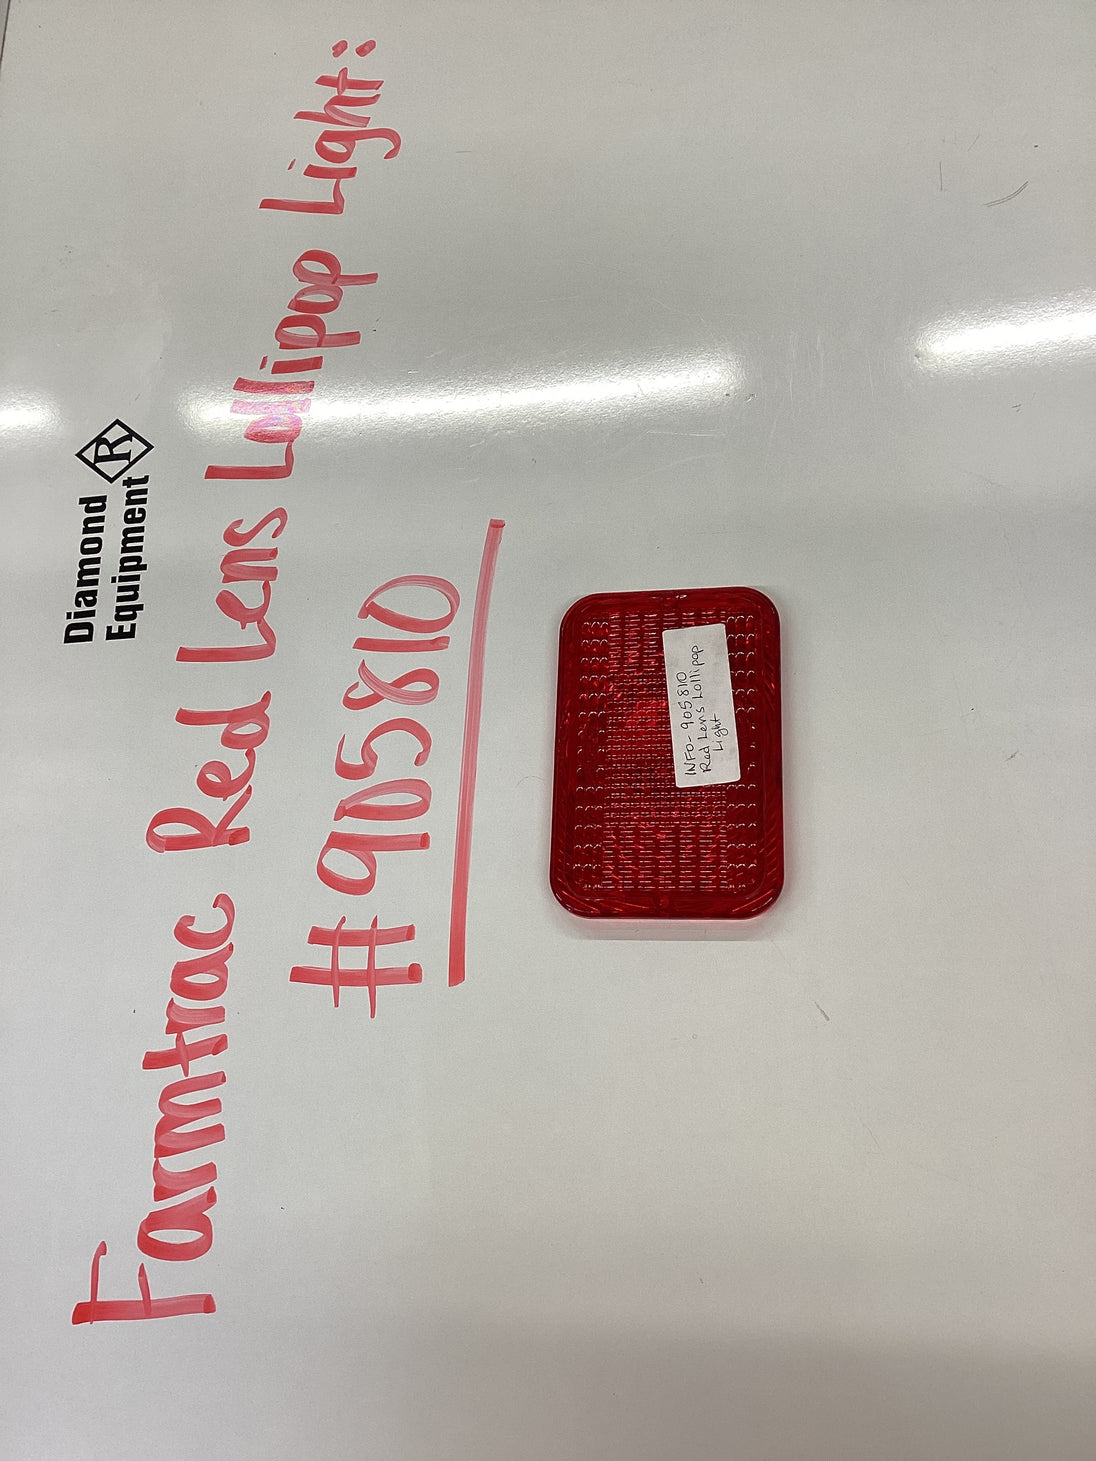 Diamond
Equipment R
Farmtrac Red Lens Lollipop Light:
#905810
INFO-905810
Red Lens Lollipop
Light